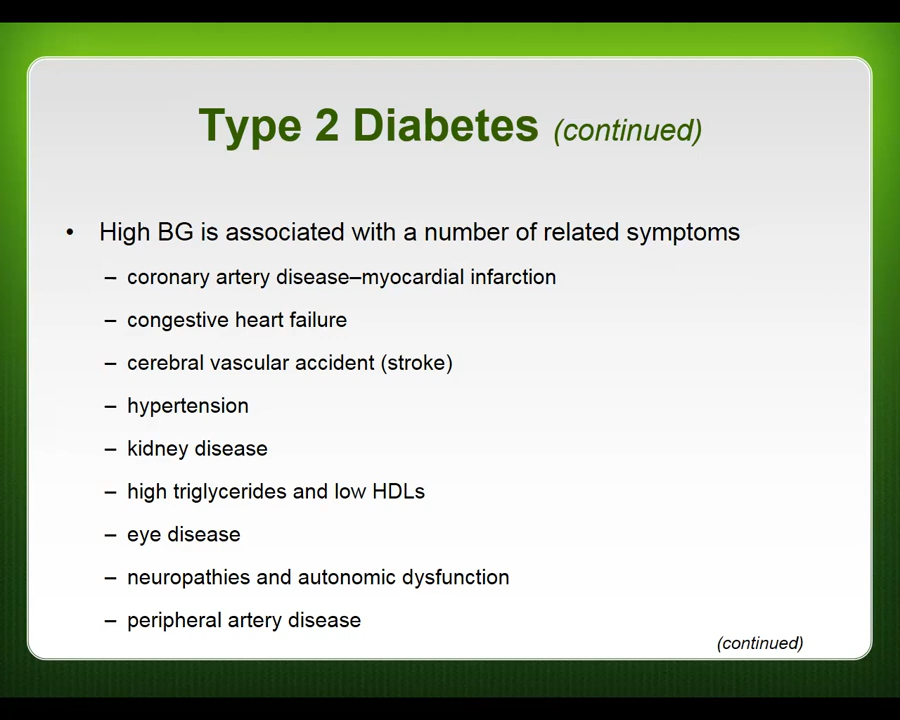 Type 2 Diabetes (continued)
• High BG is associated with a number of related symptoms
– coronary artery disease–myocardial infarction
– congestive heart failure
– cerebral vascular accident (stroke)
– hypertension
– kidney disease
– high triglycerides and low HDLs
– eye disease
– neuropathies and autonomic dysfunction
– peripheral artery disease
(continued)